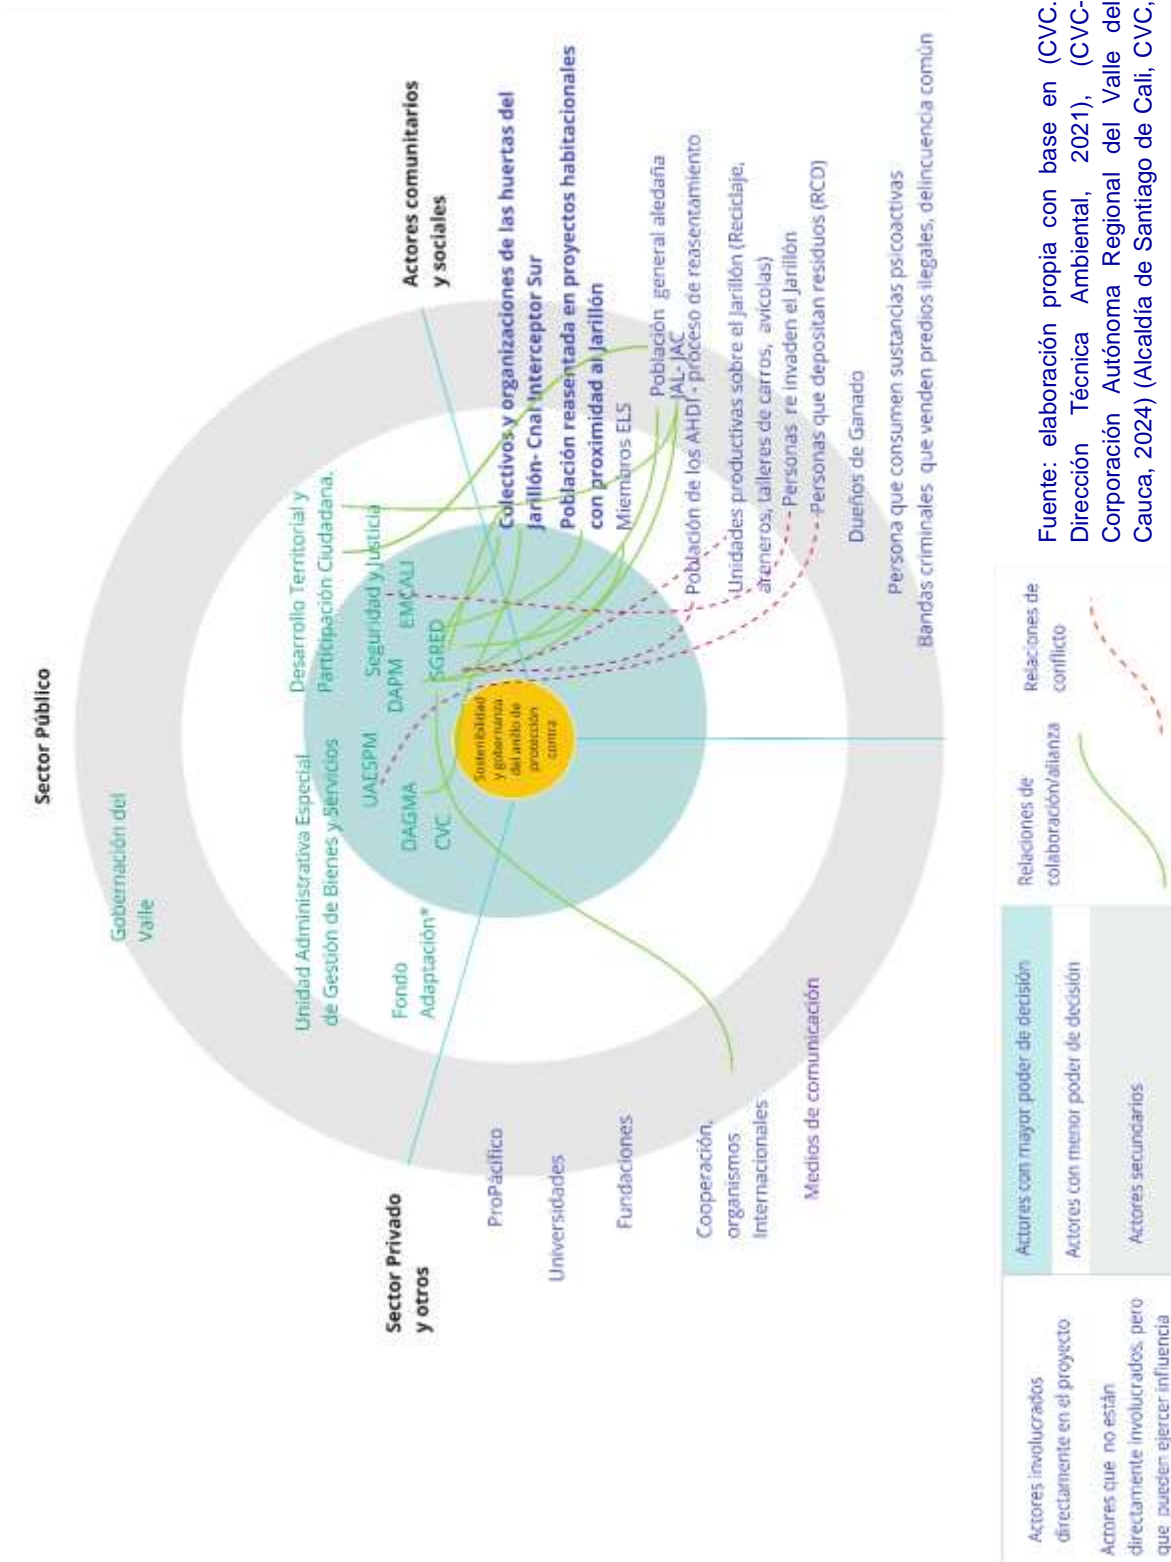 Sector Público
Gobernación del
Valle
Desarrollo Territorial y
Participación Ciudadana.
Unidad Administrativa Especial
de Gestión de Bienes y Servicios
Seguridad y Justicia
UAESPM
DAPM
EMCALI
DAGMA
CVC
SGRED
Fondo
Adaptación*
Sostenibilidad
y gobernanza
del anillo de
protección
contra
Actores comunitarios
y sociales
Colectivos y organizaciones de las huertas del
Jarillón- Cnal Interceptor Sur
Población reasentada en proyectos habitacionales
con proximidad al Jarillón
Miembros ELS
Población general aledaña
JAL- JAC
Población de los AHDI - proceso de reasentamiento
Unidades productivas sobre el Jarillón (Reciclaje,
areneros, talleres de carros, avicolas)
Personas re invaden el Jarillón
Personas que depositan residuos (RCD)
Dueños de Ganado
Persona que consumen sustancias psicoactivas
Bandas criminales que venden predios ilegales, delincuencia común
Sector Privado
y otros
ProPácífico
Universidades
Fundaciones
Cooperación,
organismos
Internacionales
Medios de comunicación
Actores involucrados
directamente en el proyecto
Actores que no están
directamente involucrados, pero
que pueden ejercer influencia
Actores con mayor poder de decisión
Actores con menor poder de decisión
Actores secundarios
Relaciones de
colaboración/alianza
Relaciones de
conflicto
Fuente: elaboración propia con base en (CVC.
Dirección Técnica Ambiental, 2021), (CVC-
Corporación Autónoma Regional del Valle del
Cauca, 2024) (Alcaldía de Santiago de Cali, CVC,